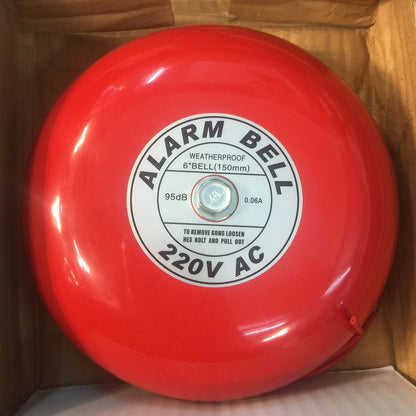 ALARM BELL
WEATHERPROOF
6"BELL(150mm)
95dB 0.06A
TO REMOVE GONG LOOSEN
HEX BOLT AND PULL OUT
220V AC